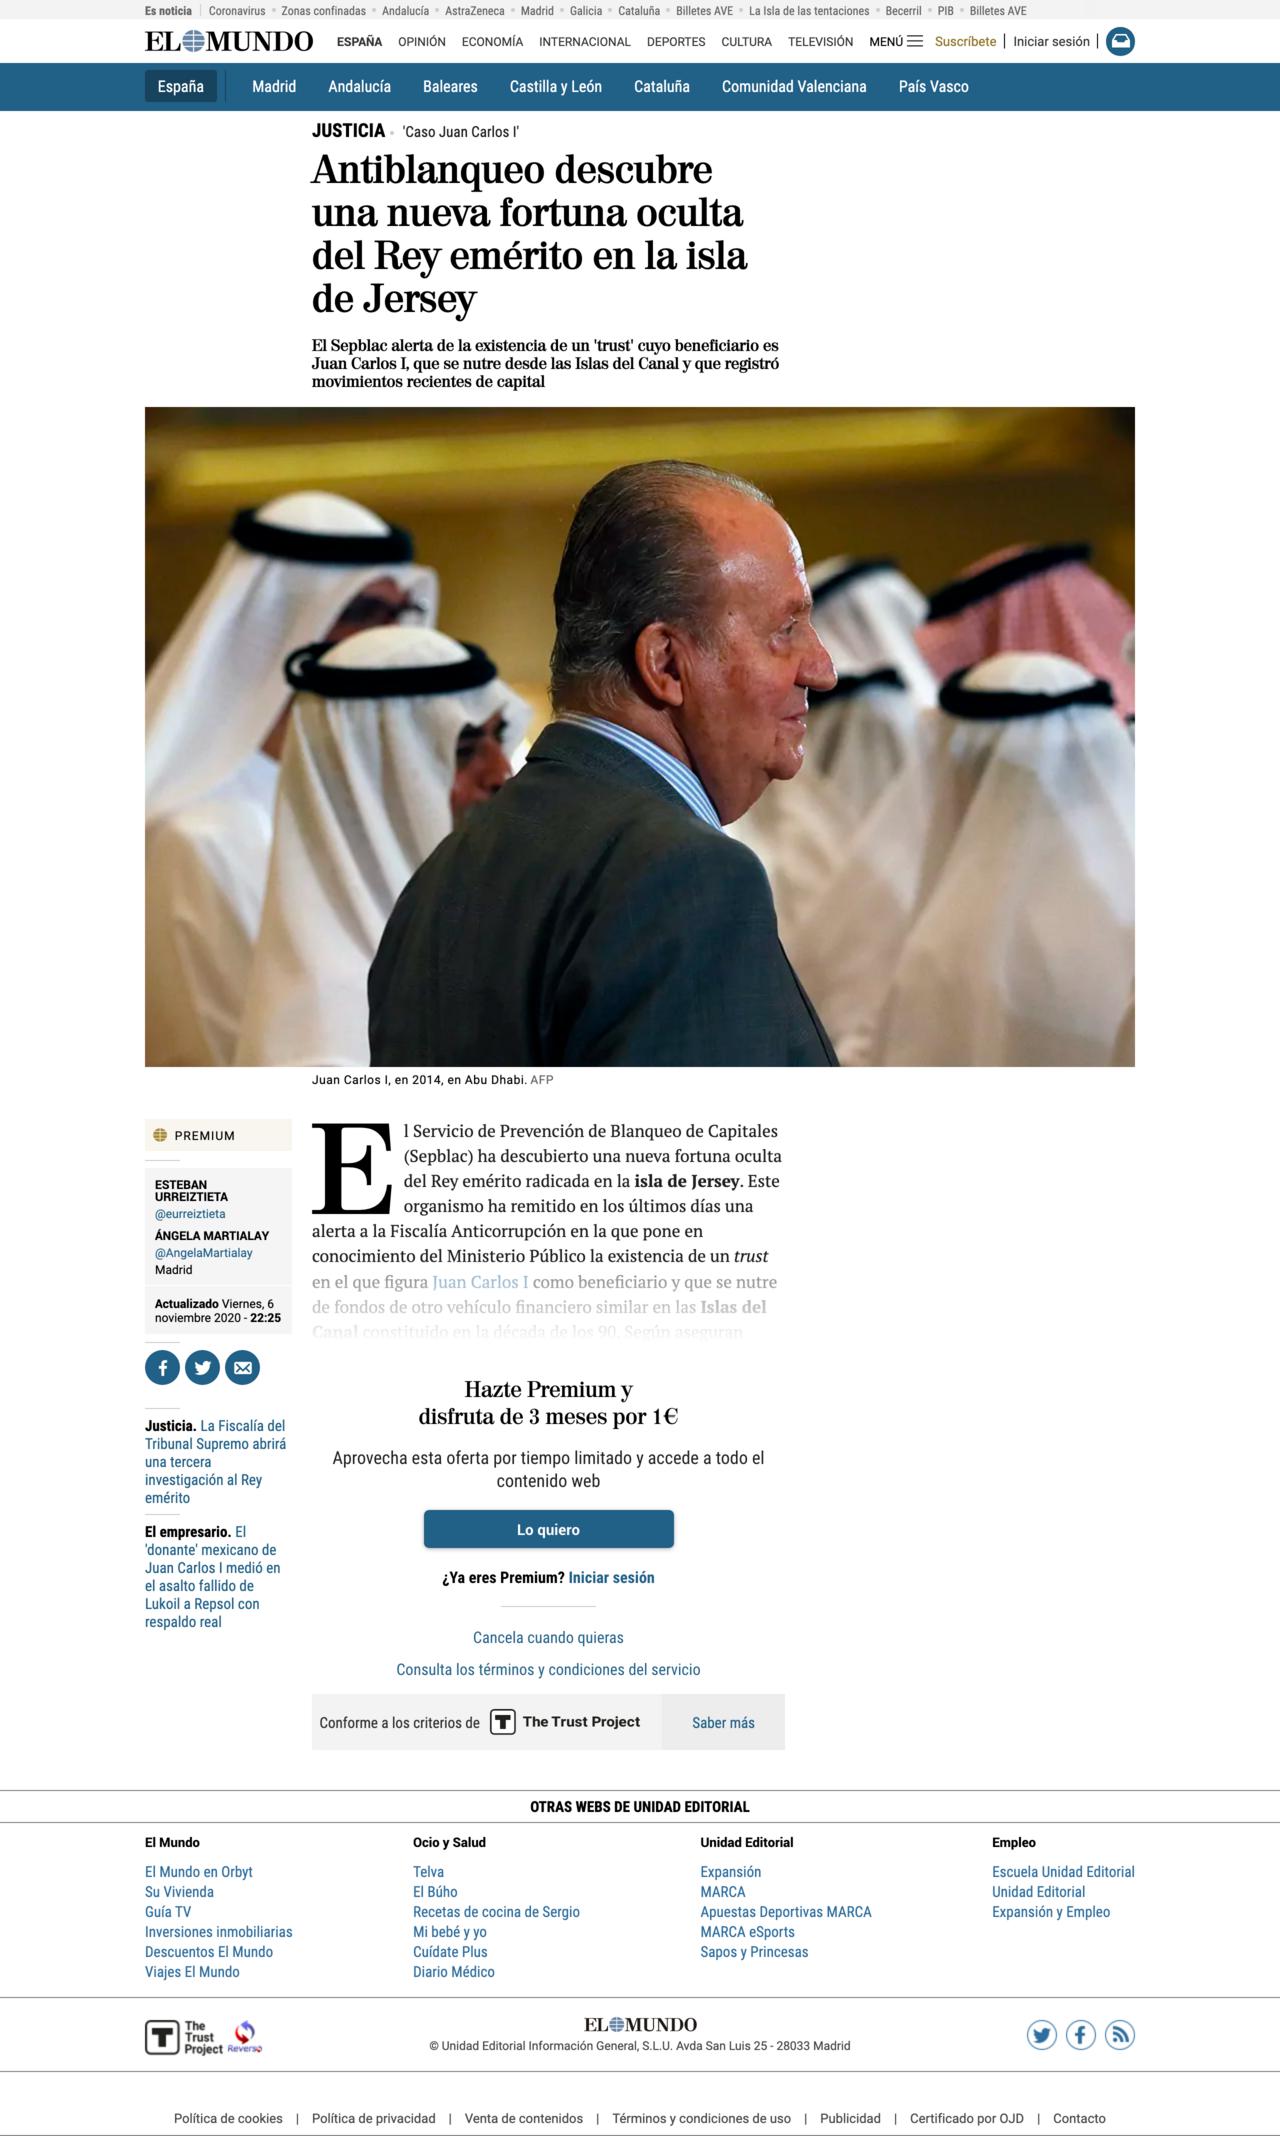 Es noticia Coronavirus Zonas confinadas Andalucía AstraZeneca Madrid Galicia Cataluña Billetes AVE La Isla de las tentaciones Becerril PIB Billetes AVE
EL MUNDO ESPAÑA OPINIÓN ECONOMÍA INTERNACIONAL DEPORTES CULTURA TELEVISIÓN MENÚ Suscríbete | Iniciar sesión |
España Madrid Andalucía Baleares Castilla y León Cataluña Comunidad Valenciana País Vasco
JUSTICIA 'Caso Juan Carlos I'
Antiblanqueo descubre
una nueva fortuna oculta
del Rey emérito en la isla
de Jersey
El Sepblac alerta de la existencia de un 'trust' cuyo beneficiario es
Juan Carlos I, que se nutre desde las Islas del Canal y que registró
movimientos recientes de capital
Juan Carlos I, en 2014, en Abu Dhabi. AFP
PREMIUM
ESTEBAN
URREIZTIETA
@eurreiztieta
ÁNGELA MARTIALAY
@AngelaMartialay
Madrid
Actualizado Viernes, 6
noviembre 2020 - 22:25
Justicia. La Fiscalía del
Tribunal Supremo abrirá
una tercera
investigación al Rey
emérito
El empresario. El
'donante' mexicano de
Juan Carlos I medió en
el asalto fallido de
Lukoil a Repsol con
respaldo real
El Servicio de Prevención de Blanqueo de Capitales
(Sepblac) ha descubierto una nueva fortuna oculta
del Rey emérito radicada en la isla de Jersey. Este
organismo ha remitido en los últimos días una
alerta a la Fiscalía Anticorrupción en la que pone en
conocimiento del Ministerio Público la existencia de un trust
en el que figura Juan Carlos I como beneficiario y que se nutre
de fondos de otro vehículo financiero similar en las Islas del
Canal constituido en la década de los 90. Según aseguran
Hazte Premium y
disfruta de 3 meses por 1€
Aprovecha esta oferta por tiempo limitado y accede a todo el
contenido web
Lo quiero
¿Ya eres Premium? Iniciar sesión
Cancela cuando quieras
Consulta los términos y condiciones del servicio
Conforme a los criterios de T The Trust Project Saber más
OTRAS WEBS DE UNIDAD EDITORIAL
El Mundo
El Mundo en Orbyt
Su Vivienda
Guía TV
Inversiones inmobiliarias
Descuentos El Mundo
Viajes El Mundo
Ocio y Salud
Telva
El Búho
Recetas de cocina de Sergio
Mi bebé y yo
Cuídate Plus
Diario Médico
Unidad Editorial
Expansión
MARCA
Apuestas Deportivas MARCA
MARCA eSports
Sapos y Princesas
Empleo
Escuela Unidad Editorial
Unidad Editorial
Expansión y Empleo
T The
Trust
Project Reverso
EL MUNDO
© Unidad Editorial Información General, S.L.U. Avda San Luis 25 - 28033 Madrid
Política de cookies | Política de privacidad | Venta de contenidos | Términos y condiciones de uso | Publicidad | Certificado por OJD | Contacto